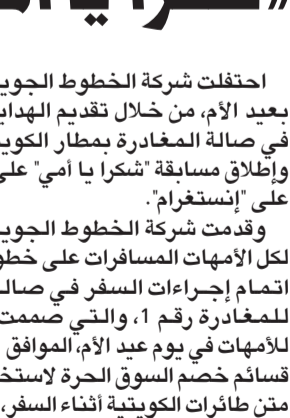 احتفلت شركة الخطوط الجوي
بعيد الأم، من خلال تقديم الهداي
في صالة المغادرة بمطار الكوي
وإطلاق مسابقة "شكرا يا أمي" على
على "إنستغرام".
وقدمت شركة الخطوط الجوي
لكل الأمهات المسافرات على خطو
اتمام إجراءات السفر في صال
للمغادرة رقم 1، والتي صممت
للأمهات في يوم عيد الأم، الموافق
قسائم خصم السوق الحرة لاستخ
متن طائرات الكويتية أثناء السفر،